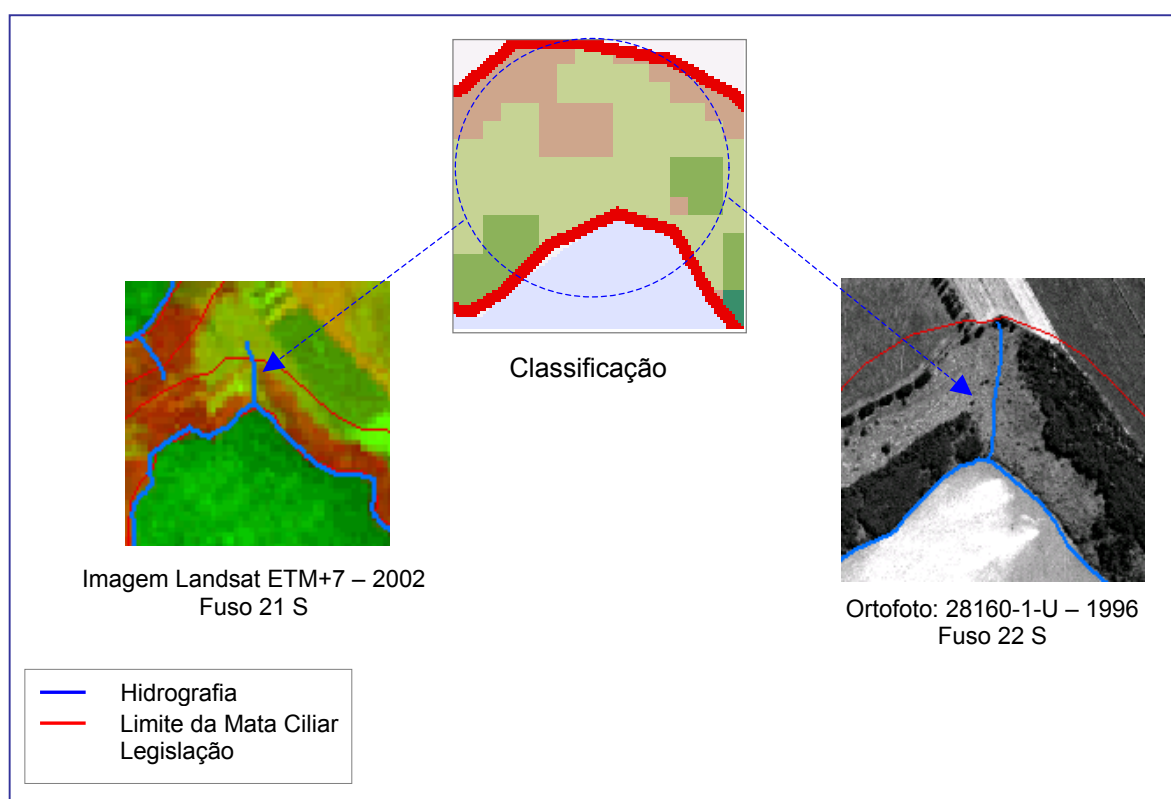 Classificação
Imagem Landsat ETM+7 – 2002
Fuso 21 S
Ortofoto: 28160-1-U – 1996
Fuso 22 S
Hidrografia
Limite da Mata Ciliar
Legislação